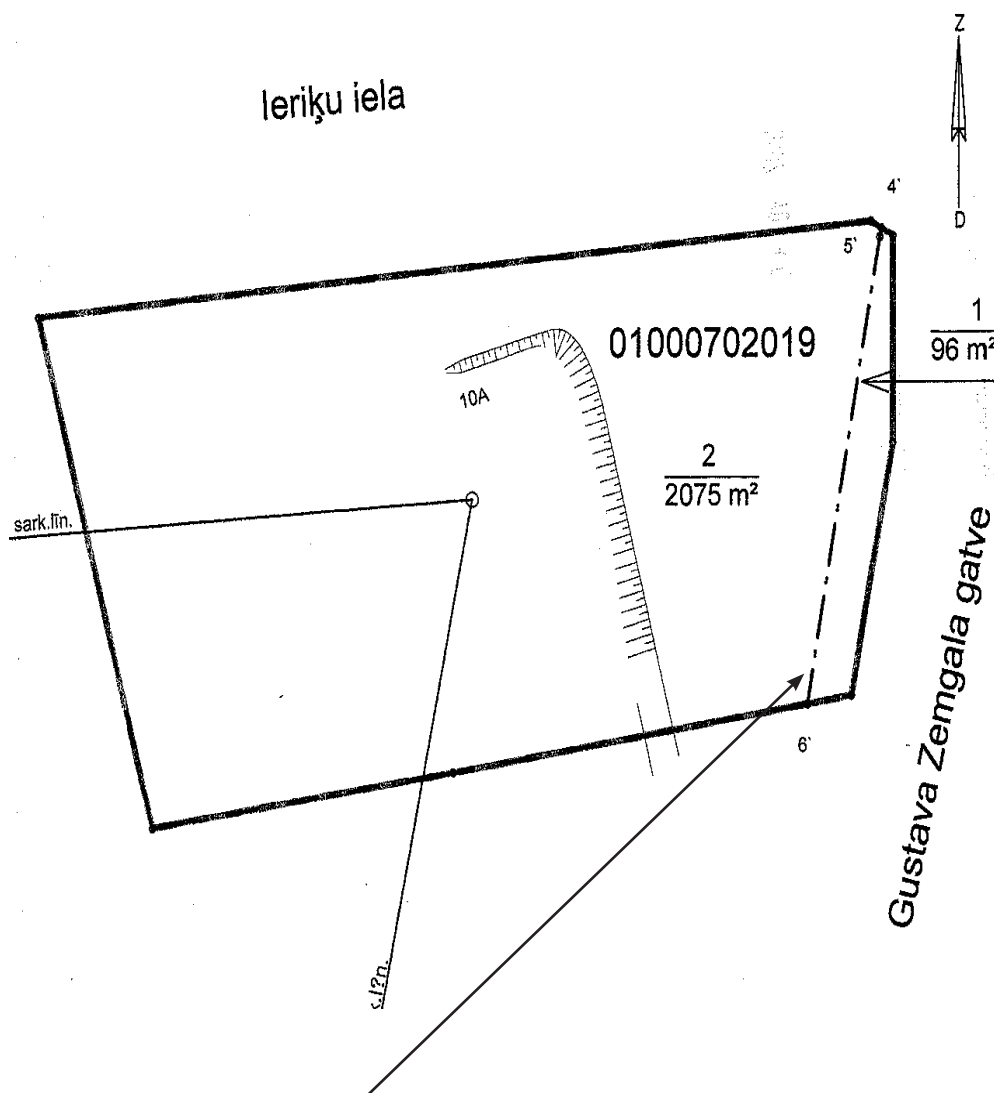 Z
Ieriķu iela
4'
D
5'
1
96 m²
01000702019
10A
2
2075 m²
sark.līn.
Gustava Zemgala gatve
6'